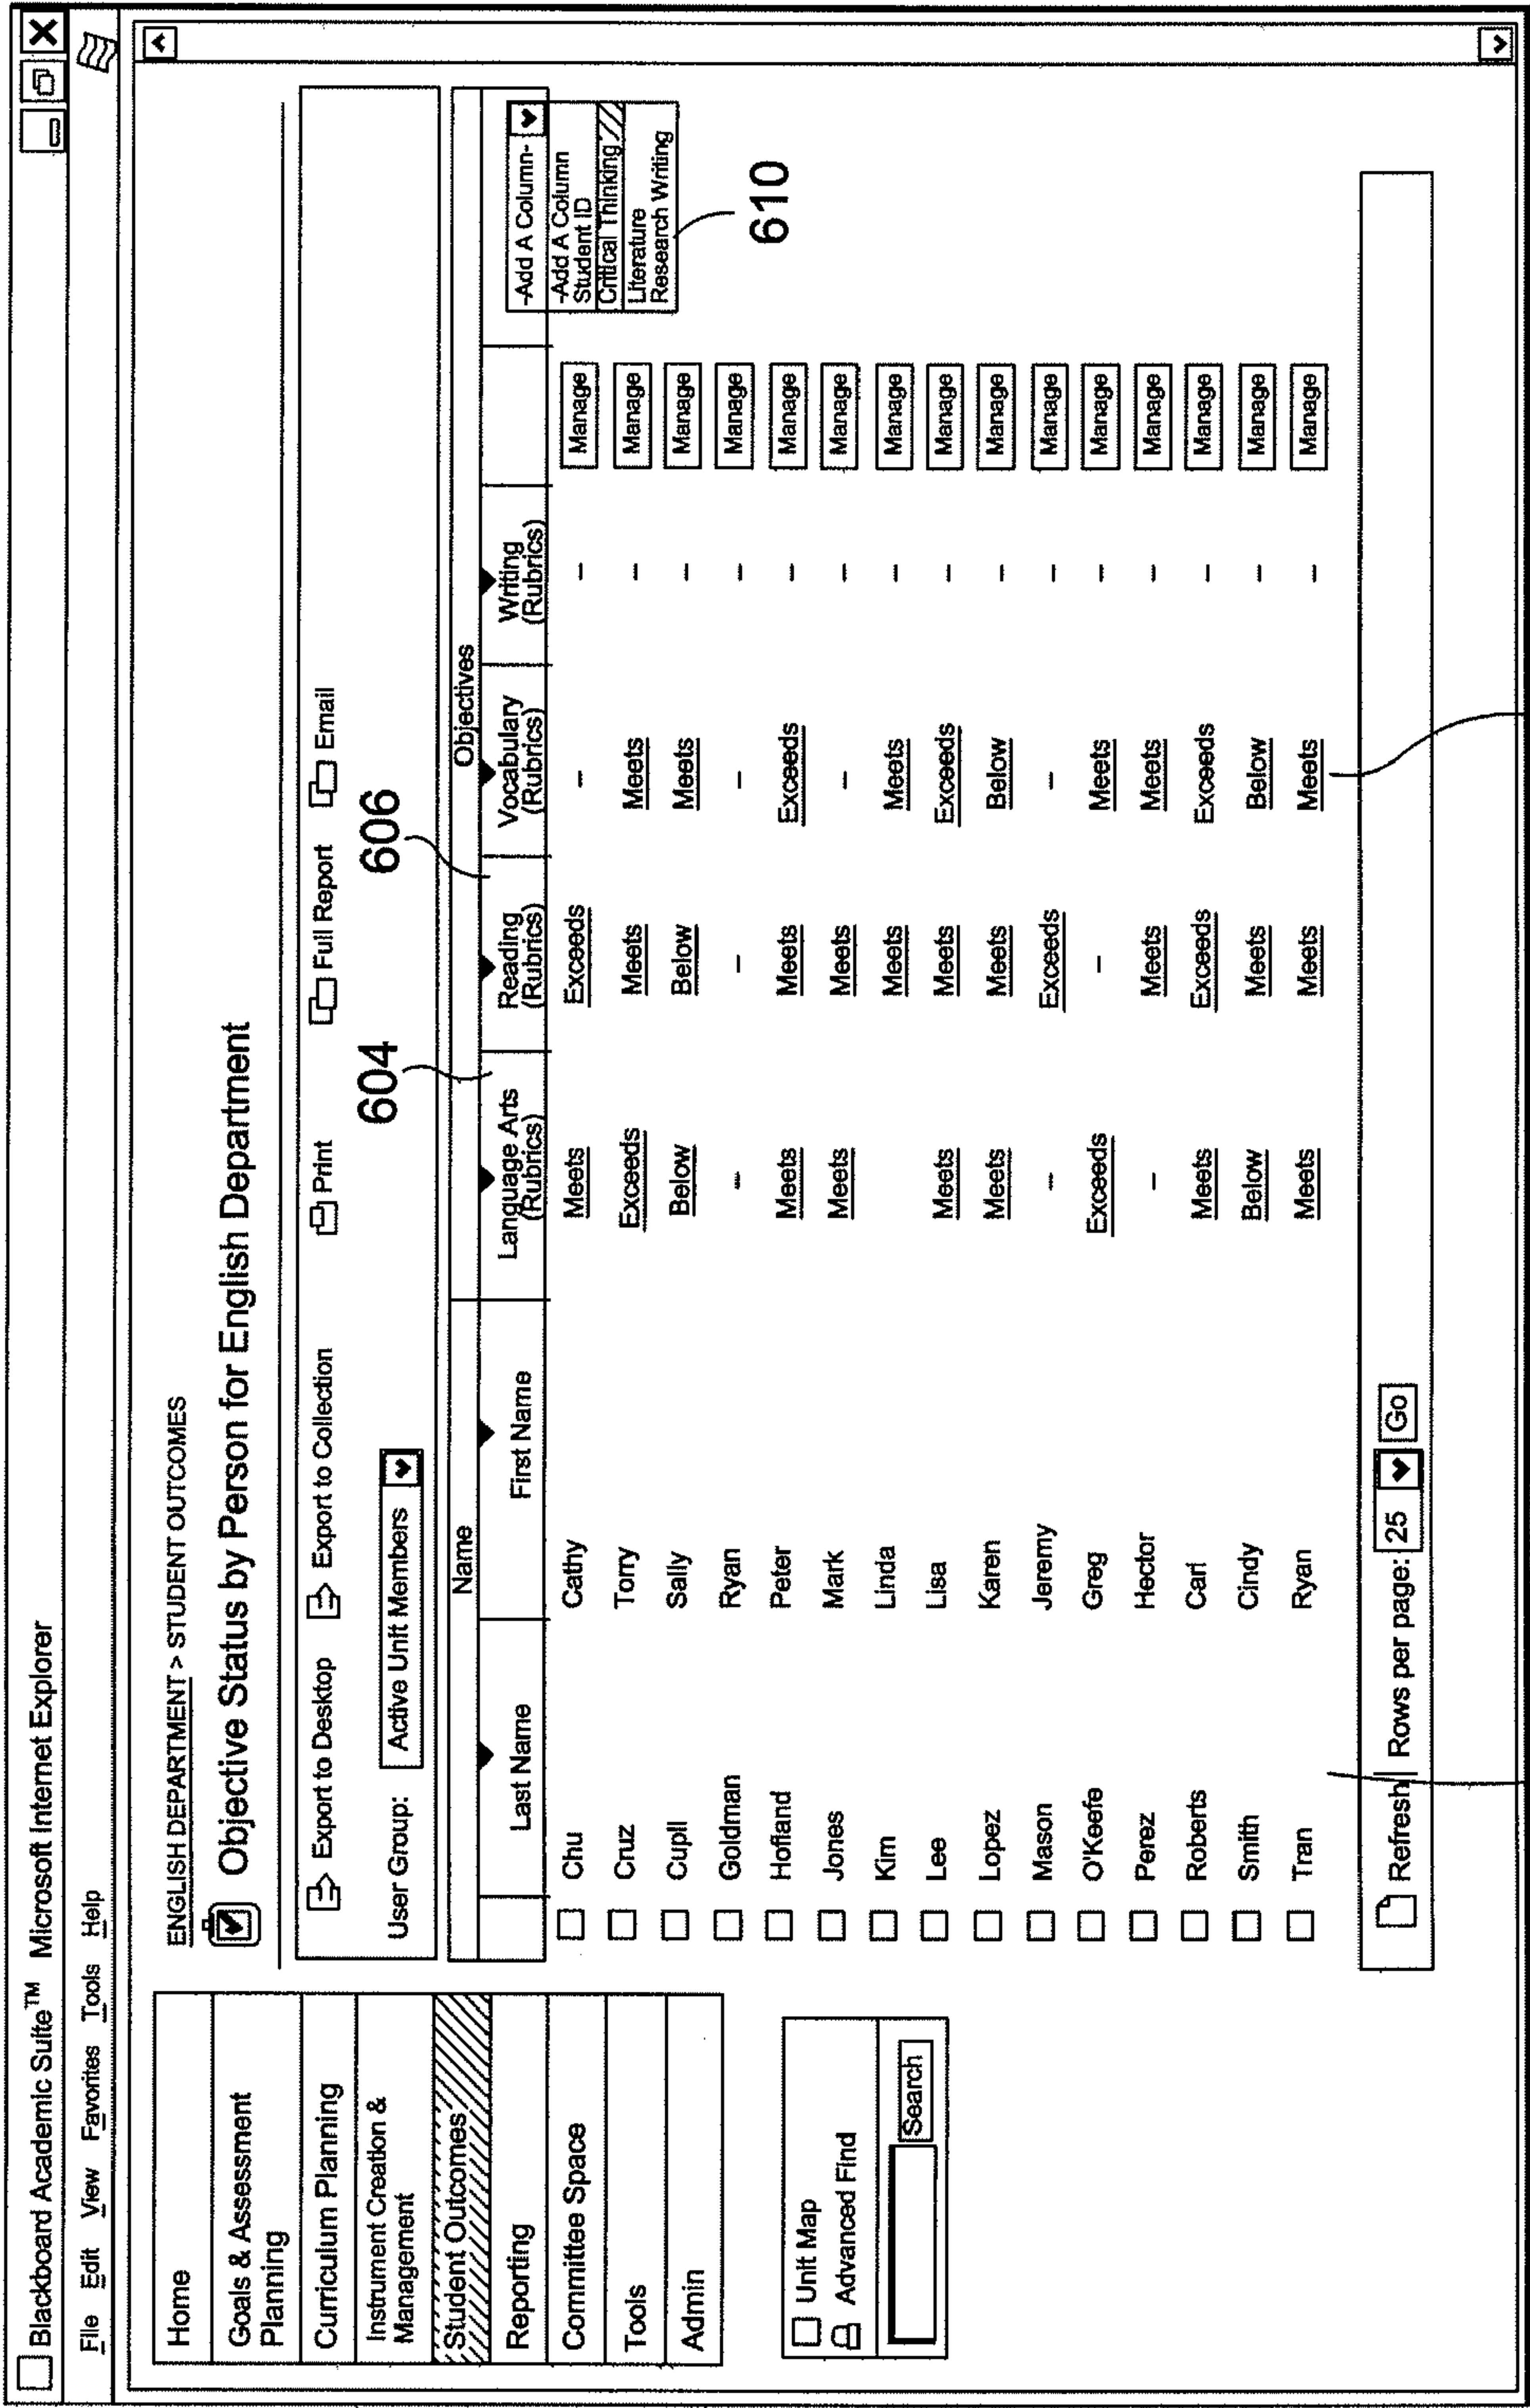 Blackboard Academic Suite™ Microsoft Internet Explorer
File Edit View Favorites Tools Help
Home
Goals & Assessment
Planning
Curriculum Planning
Instrument Creation &
Management
Student Outcomes
Reporting
Committee Space
Tools
Admin
Unit Map
Advanced Find
Search
ENGLISH DEPARTMENT > STUDENT OUTCOMES
Objective Status by Person for English Department
Export to Desktop Export to Collection Print Full Report Email
User Group: Active Unit Members
604 606
Name Objectives
Last Name First Name Language Arts (Rubrics) Reading (Rubrics) Vocabulary (Rubrics) Writing (Rubrics)
-Add A Column-
-Add A Column
Student ID
Critical Thinking
Literature
Research Writing
610
Chu Cathy Meets Exceeds – – Manage
Cruz Torry Exceeds Meets Meets – Manage
Cupil Sally Below Below Meets – Manage
Goldman Ryan – – – – Manage
Hofland Peter Meets Meets Exceeds – Manage
Jones Mark Meets Meets – – Manage
Kim Linda Meets Meets – Manage
Lee Lisa Meets Meets Exceeds – Manage
Lopez Karen Meets Meets Below – Manage
Mason Jeremy – Exceeds – – Manage
O'Keefe Greg Exceeds – Meets – Manage
Perez Hector – Meets Meets – Manage
Roberts Carl Meets Exceeds Exceeds – Manage
Smith Cindy Below Meets Below – Manage
Tran Ryan Meets Meets Meets – Manage
Refresh Rows per page: 25 Go